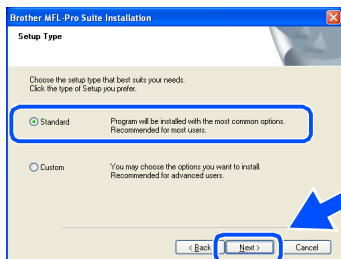 Brother MFL-Pro Suite Installation
Setup Type
Choose the setup type that best suits your needs.
Click the type of Setup you prefer.
Standard
Program will be installed with the most common options.
Recommended for most users.
Custom
You may choose the options you want to install.
Recommended for advanced users.
< Back
Next >
Cancel